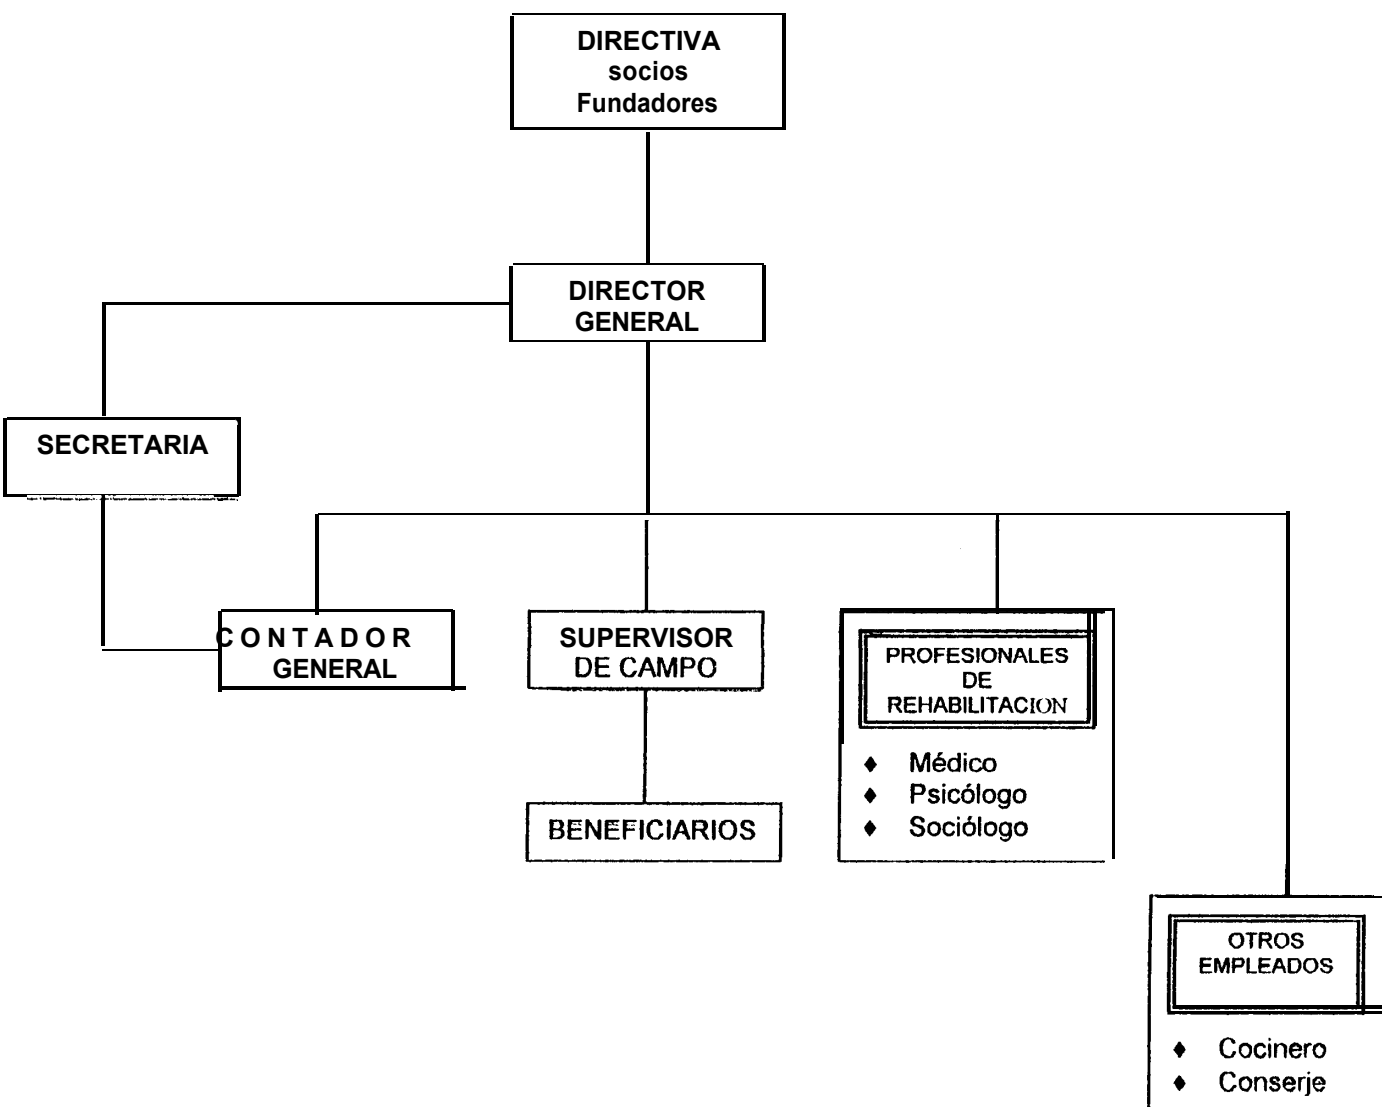 DIRECTIVA
socios
Fundadores
DIRECTOR
GENERAL
SECRETARIA
CONTADOR
GENERAL
SUPERVISOR
DE CAMPO
PROFESIONALES
DE
REHABILITACION
♦ Médico
♦ Psicólogo
♦ Sociólogo
BENEFICIARIOS
OTROS
EMPLEADOS
♦ Cocinero
♦ Conserje